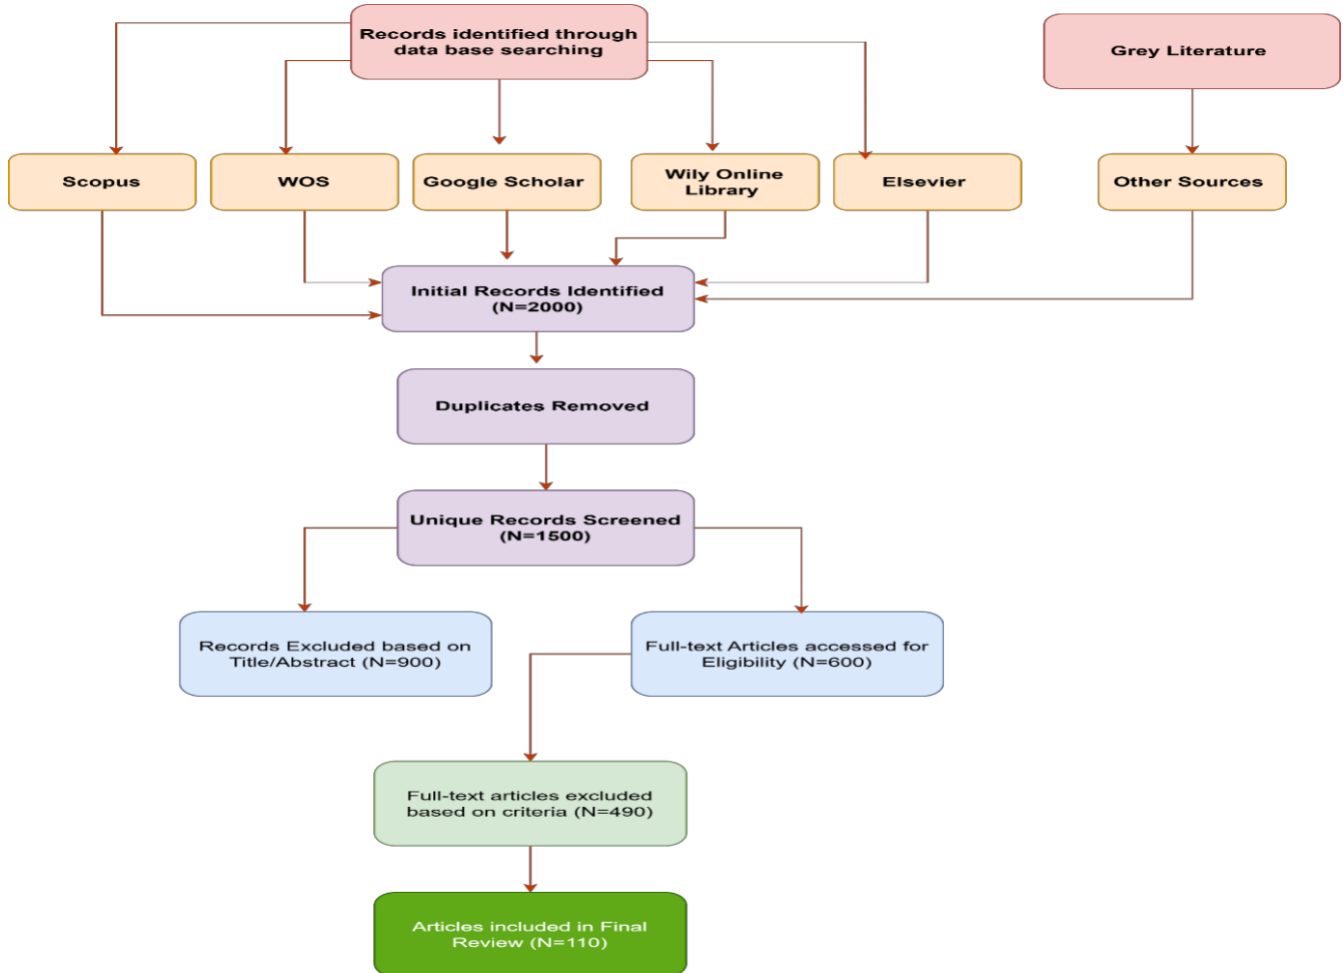 Records identified through
data base searching
Grey Literature
Scopus
WOS
Google Scholar
Wily Online
Library
Elsevier
Other Sources
Initial Records Identified
(N=2000)
Duplicates Removed
Unique Records Screened
(N=1500)
Records Excluded based on
Title/Abstract (N=900)
Full-text Articles accessed for
Eligibility (N=600)
Full-text articles excluded
based on criteria (N=490)
Articles included in Final
Review (N=110)